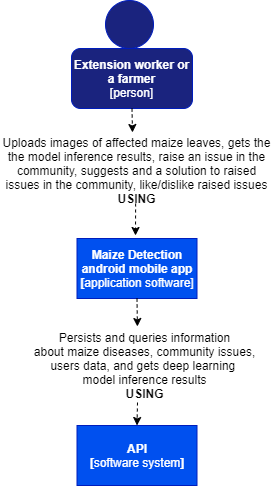 Extension worker or
a farmer
[person]
Uploads images of affected maize leaves, gets the
the model inference results, raise an issue in the
community, suggests and a solution to raised
issues in the community, like/dislike raised issues
USING
Maize Detection
android mobile app
[application software]
Persists and queries information
about maize diseases, community issues,
users data, and gets deep learning
model inference results
USING
API
[software system]